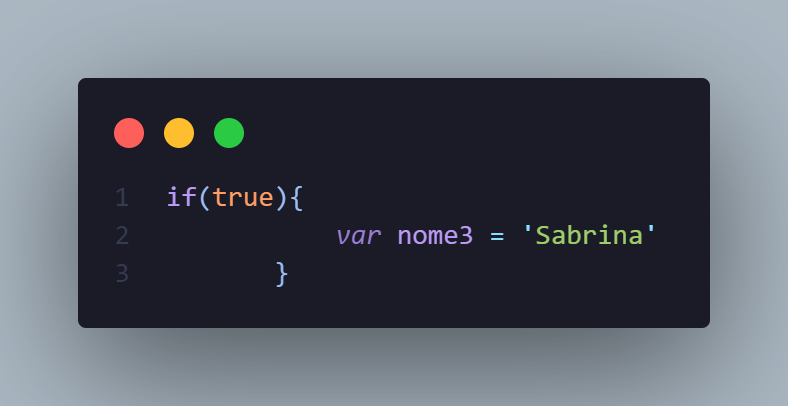 1 if(true){
2 var nome3 = 'Sabrina'
3 }